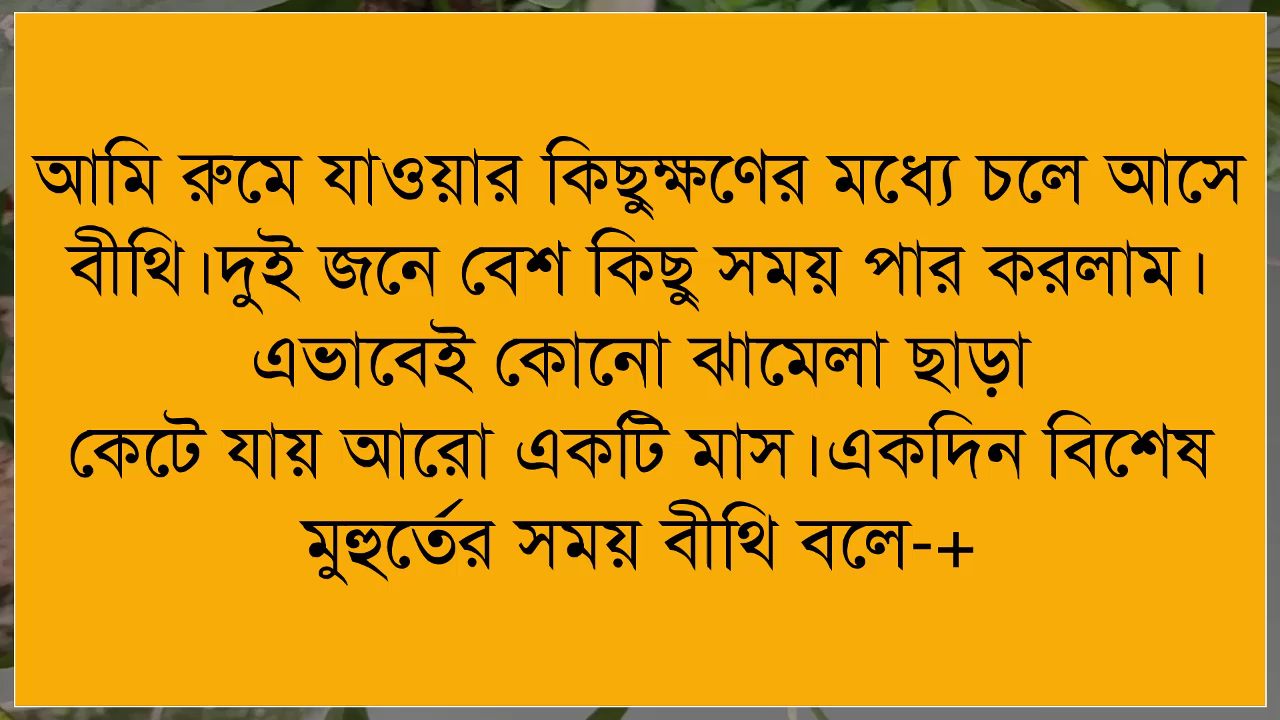 আমি রুমে যাওয়ার কিছুক্ষণের মধ্যে চলে আসে
বীথি।দুই জনে বেশ কিছু সময় পার করলাম।
এভাবেই কোনো ঝামেলা ছাড়া
কেটে যায় আরো একটি মাস।একদিন বিশেষ
মুহুর্তের সময় বীথি বলে-+